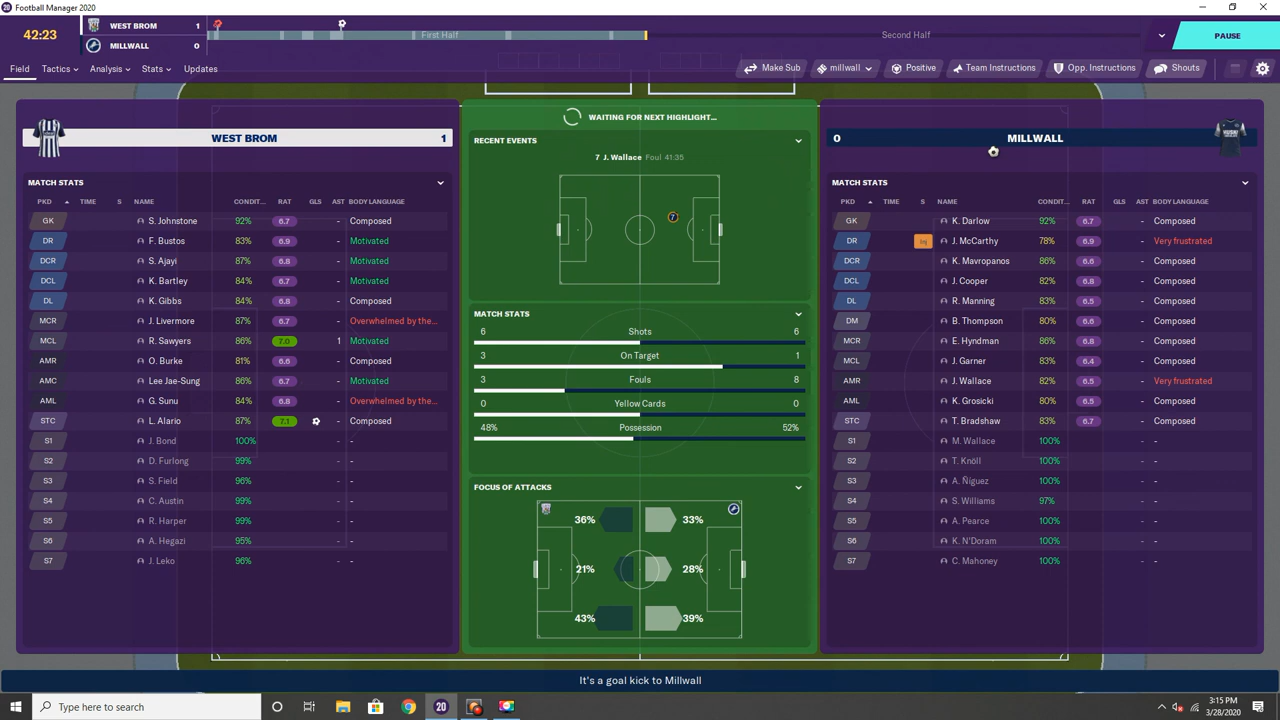 Football Manager 2020
42:23
WEST BROM 1
MILLWALL 0
First Half
Second Half
PAUSE
Field
Tactics
Analysis
Stats
Updates
Make Sub
millwall
Positive
Team Instructions
Opp. Instructions
Shouts
WEST BROM 1
MATCH STATS
PKD TIME S NAME CONDIT... RAT GLS AST BODY LANGUAGE
GK S. Johnstone 92% 6.7 - Composed
DR F. Bustos 83% 6.9 - Motivated
DCR S. Ajayi 87% 6.8 - Motivated
DCL K. Bartley 84% 6.7 - Motivated
DL K. Gibbs 84% 6.8 - Composed
MCR J. Livermore 87% 6.7 - Overwhelmed by the...
MCL R. Sawyers 86% 7.0 1 Motivated
AMR O. Burke 81% 6.6 - Composed
AMC Lee Jae-Sung 86% 6.7 - Motivated
AML G. Sunu 84% 6.8 - Overwhelmed by the...
STC L. Alario 87% 7.1 - Composed
S1 J. Bond 100% - -
S2 D. Furlong 99% - -
S3 S. Field 96% - -
S4 C. Austin 99% - -
S5 R. Harper 99% - -
S6 A. Hegazi 95% - -
S7 J. Leko 96% - -
WAITING FOR NEXT HIGHLIGHT...
RECENT EVENTS
7 J. Wallace Foul 41:35
7
MATCH STATS
6 Shots 6
3 On Target 1
3 Fouls 8
0 Yellow Cards 0
48% Possession 52%
FOCUS OF ATTACKS
36% 33%
21% 28%
43% 39%
0 MILLWALL
MATCH STATS
PKD TIME S NAME CONDIT... RAT GLS AST BODY LANGUAGE
GK K. Darlow 92% 6.7 - Composed
DR Inj J. McCarthy 78% 6.9 - Very frustrated
DCR K. Mavropanos 86% 6.6 - Composed
DCL J. Cooper 82% 6.8 - Composed
DL R. Manning 83% 6.5 - Composed
DM B. Thompson 80% 6.6 - Composed
MCR E. Hyndman 86% 6.8 - Composed
MCL J. Garner 83% 6.4 - Composed
AMR J. Wallace 82% 6.5 - Very frustrated
AML K. Grosicki 80% 6.5 - Composed
STC T. Bradshaw 83% 6.7 - Composed
S1 M. Wallace 100% - -
S2 T. Knöll 100% - -
S3 A. Ñíguez 100% - -
S4 S. Williams 97% - -
S5 A. Pearce 100% - -
S6 K. N'Doram 100% - -
S7 C. Mahoney 100% - -
It's a goal kick to Millwall
Type here to search
20
3:15 PM
3/28/2020